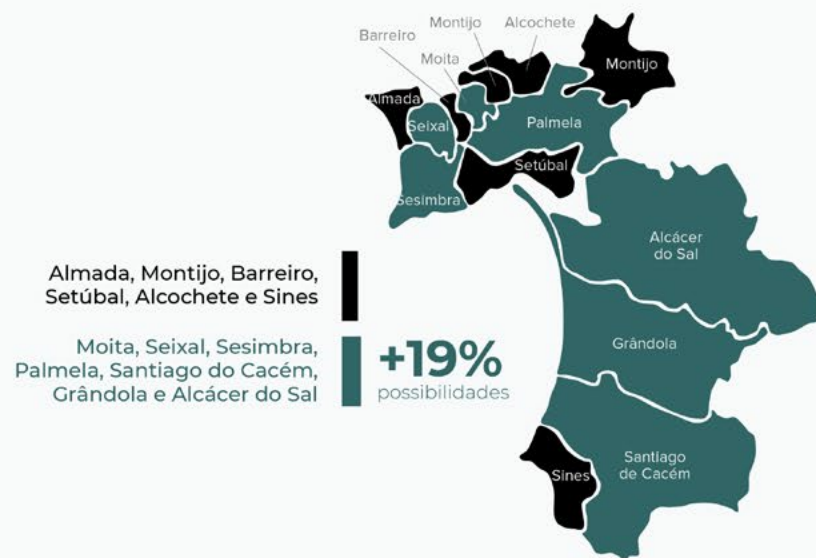 Montijo
Alcochete
Barreiro
Moita
Montijo
Almada
Seixal
Palmela
Setúbal
Sesimbra
Alcácer
do Sal
Almada, Montijo, Barreiro,
Setúbal, Alcochete e Sines
Moita, Seixal, Sesimbra,
Palmela, Santiago do Cacém,
Grândola e Alcácer do Sal
+19%
possibilidades
Grândola
Santiago
de Cacém
Sines